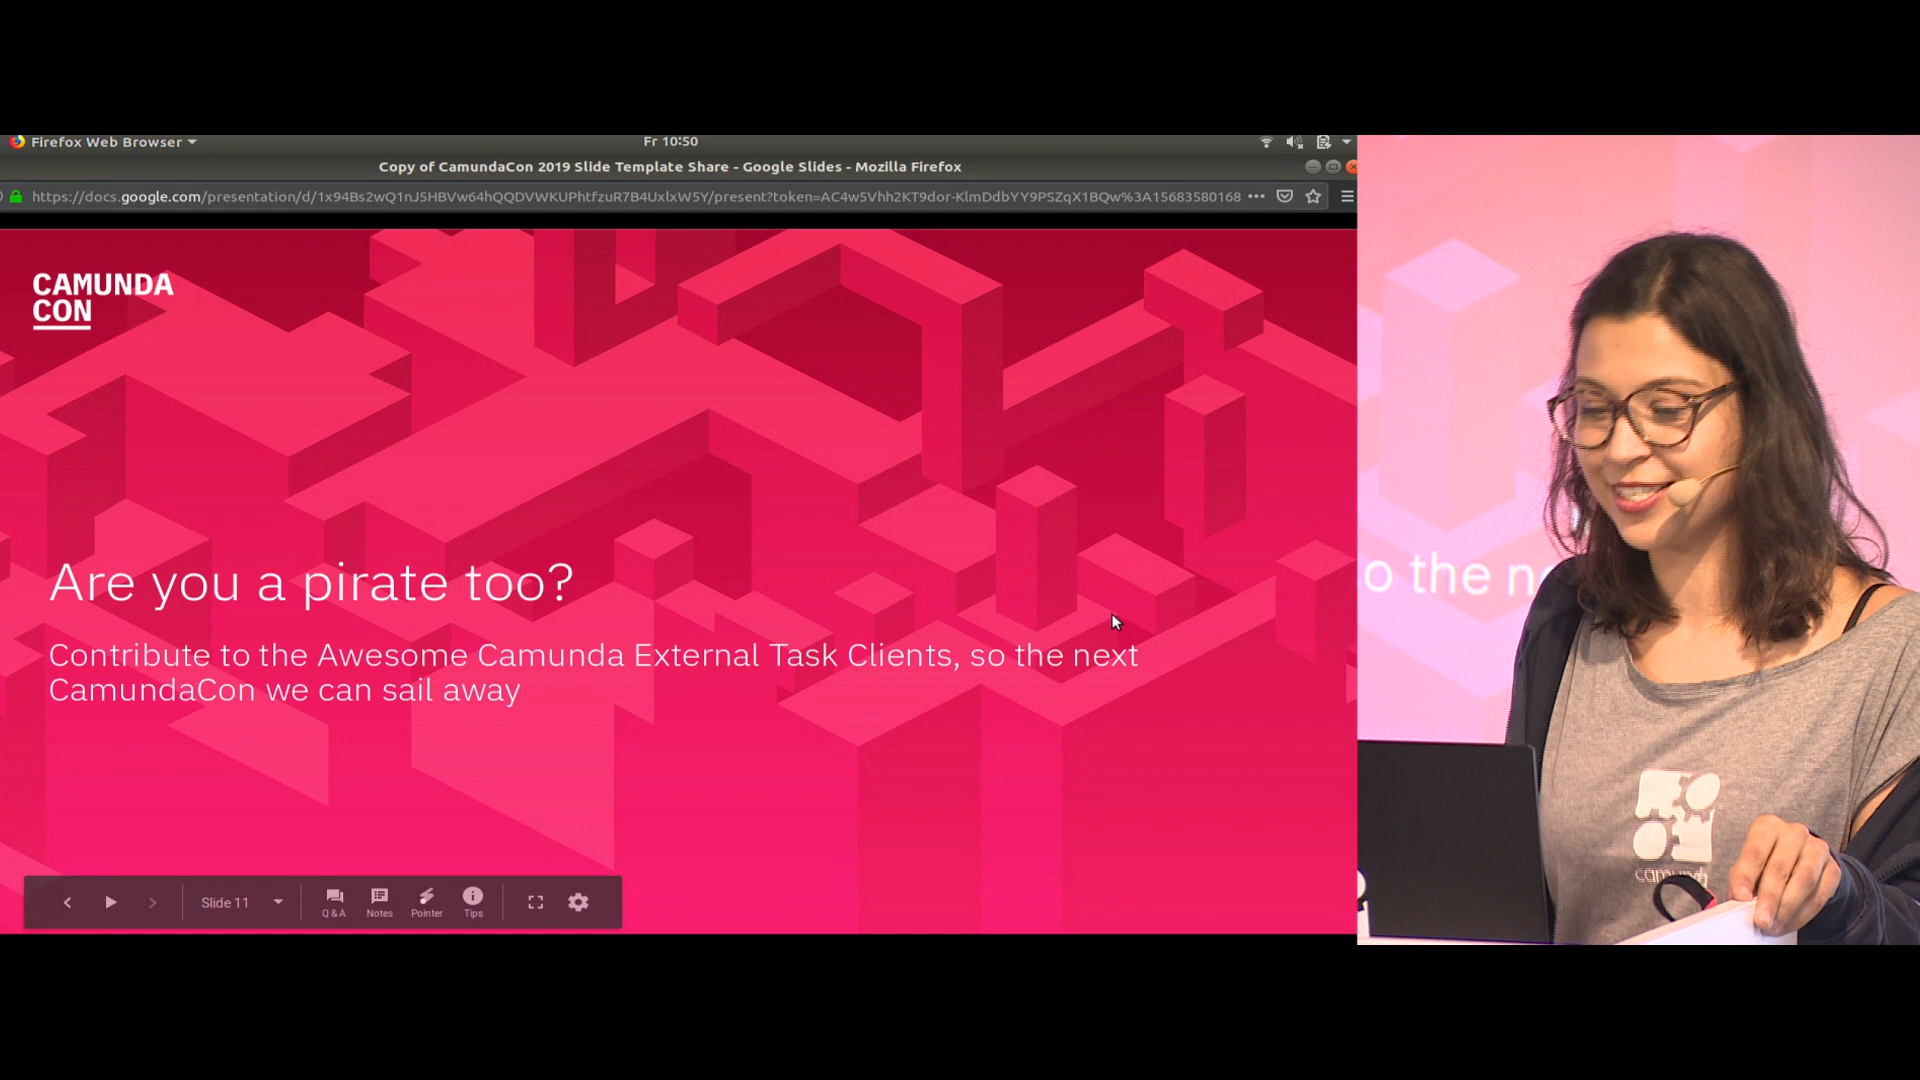 Firefox Web Browser
Fr 10:50
Copy of CamundaCon 2019 Slide Template Share - Google Slides - Mozilla Firefox
https://docs.google.com/presentation/d/1x94Bs2wQ1nJ5HBVw64hQQDVWKUPhtfzuR7B4UxlxW5Y/present?token=AC4w5Vhh2KT9dor-KlmDdbYY9PSZqX1BQw%3A15683580168
CAMUNDA
CON
Are you a pirate too?
Contribute to the Awesome Camunda External Task Clients, so the next
CamundaCon we can sail away
Slide 11
Q & A
Notes
Pointer
Tips
o the ne
camunda